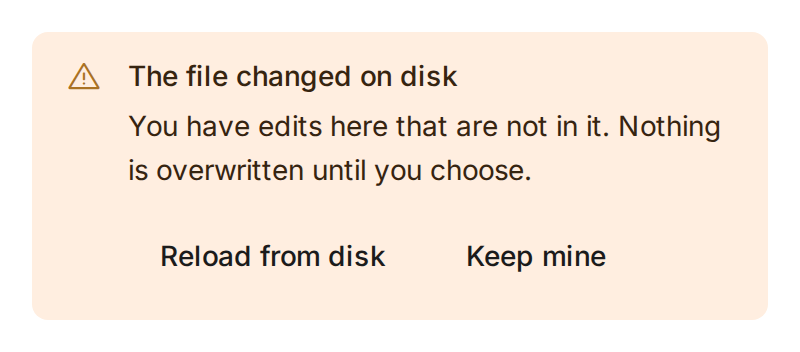 The file changed on disk
You have edits here that are not in it. Nothing
is overwritten until you choose.
Reload from disk
Keep mine